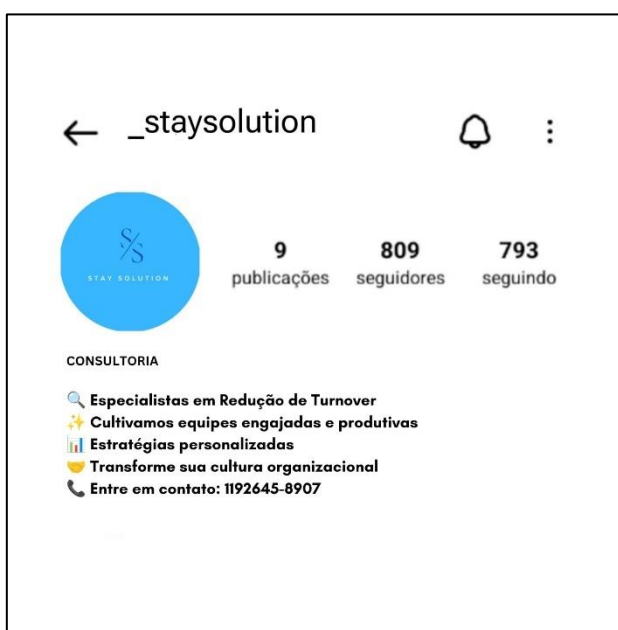 _staysolution
S/S
STAY SOLUTION
9 809 793
publicações seguidores seguindo
CONSULTORIA
🔍 Especialistas em Redução de Turnover
✨ Cultivamos equipes engajadas e produtivas
📊 Estratégias personalizadas
🤝 Transforme sua cultura organizacional
📞 Entre em contato: 1192645-8907